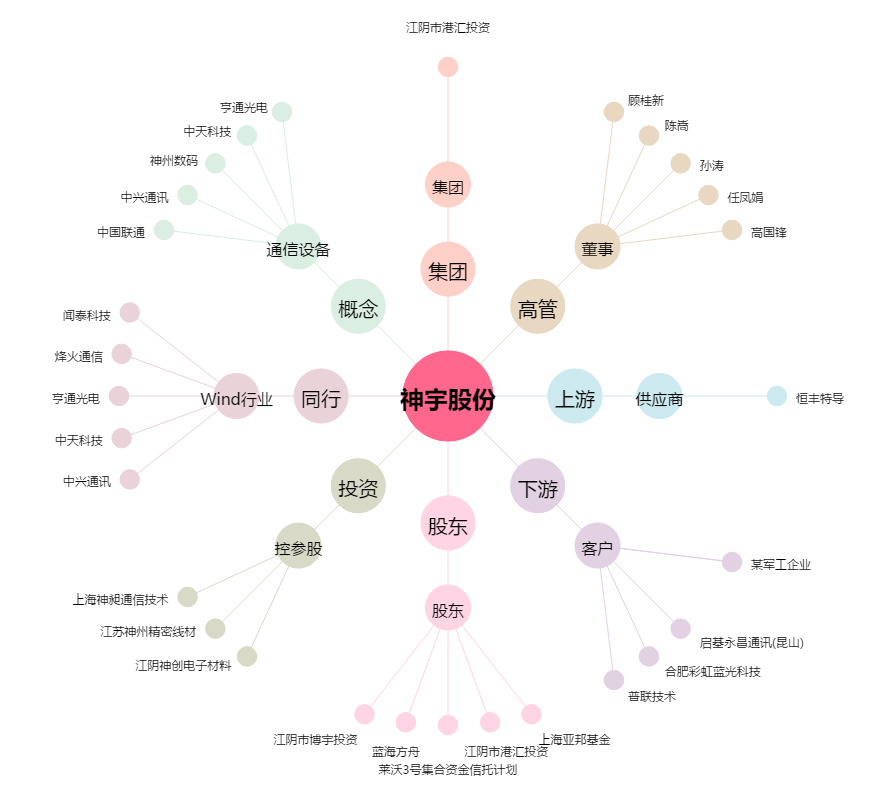 江阴市港汇投资
集团
集团
亨通光电
中天科技
神州数码
中兴通讯
中国联通
通信设备
概念
顾桂新
陈嵩
孙涛
任凤娟
高国锋
董事
高管
闻泰科技
烽火通信
亨通光电
中天科技
中兴通讯
Wind行业
同行
神宇股份
上游
供应商
恒丰特导
投资
控参股
上海神昶通信技术
江苏神州精密线材
江阴神创电子材料
股东
股东
江阴市博宇投资
蓝海方舟
莱沃3号集合资金信托计划
江阴市港汇投资
上海亚邦基金
下游
客户
某军工企业
启基永昌通讯(昆山)
合肥彩虹蓝光科技
普联技术